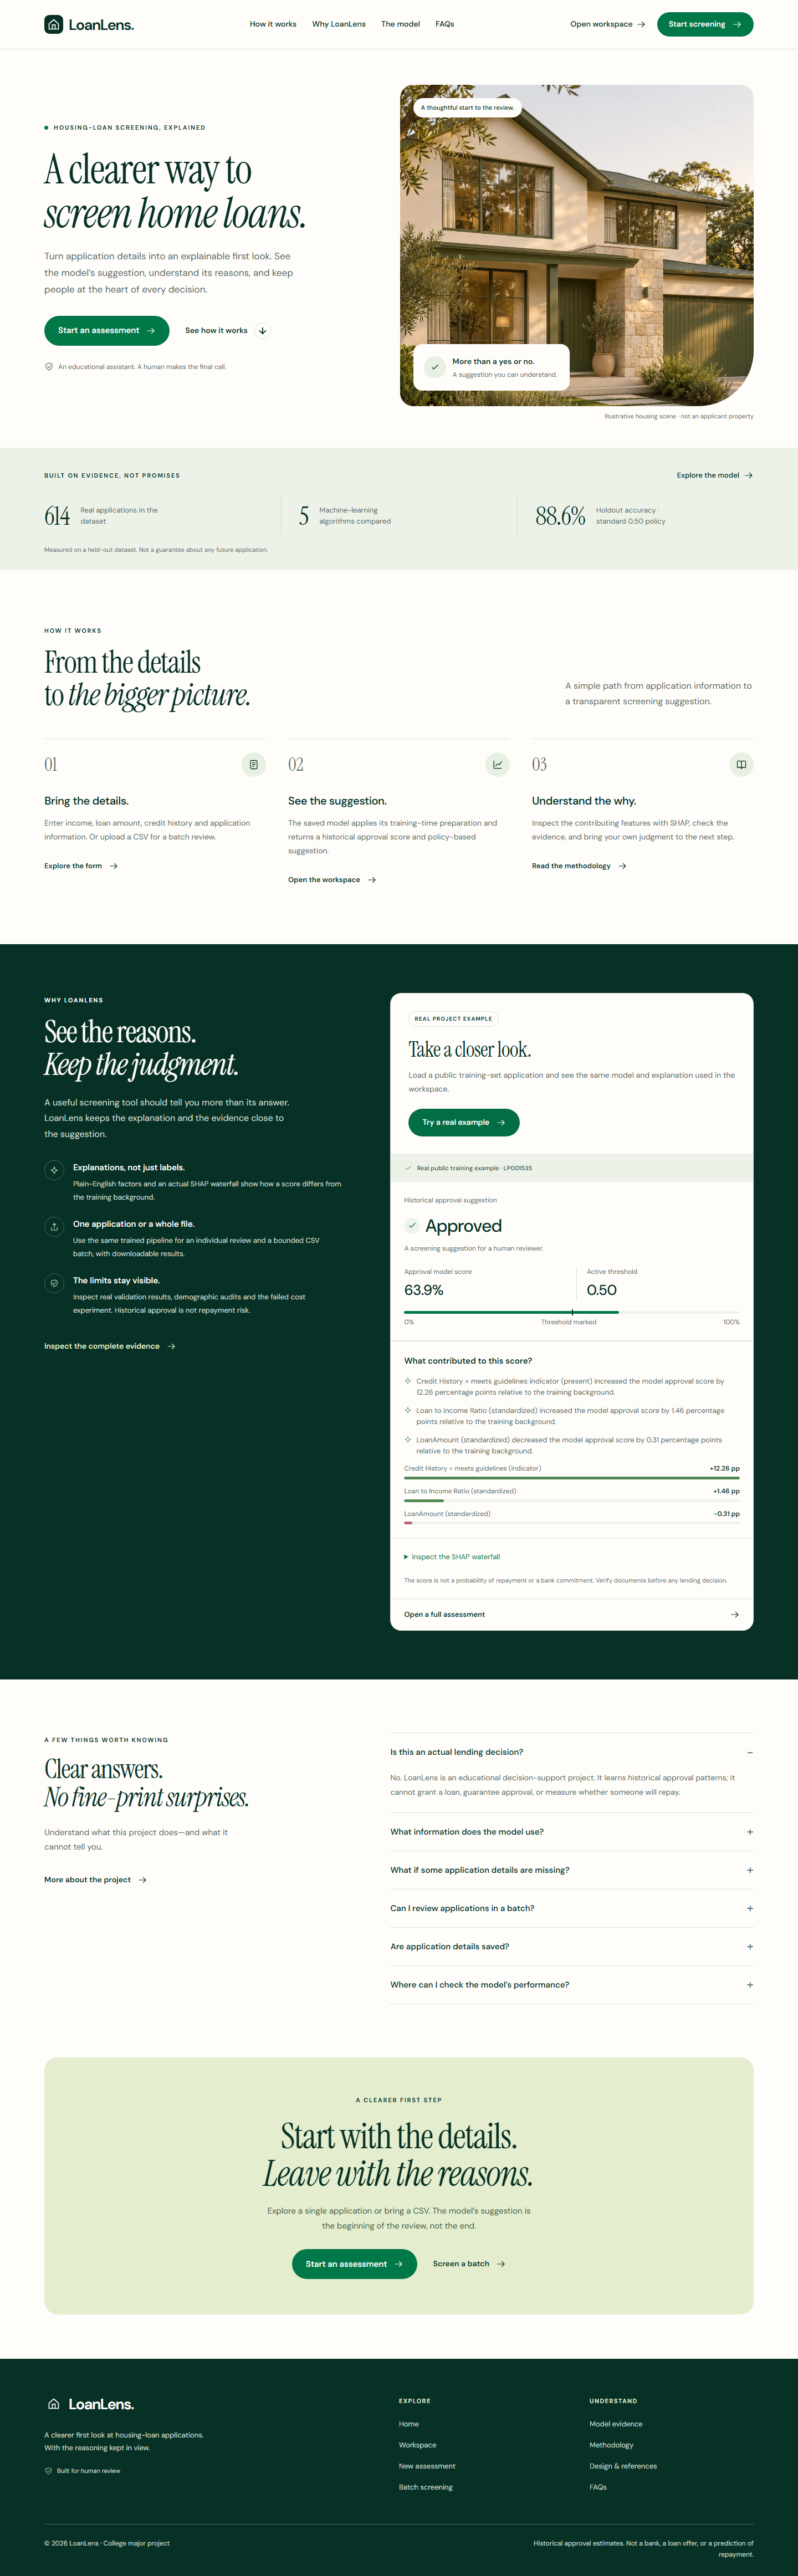 LoanLens.
How it works
Why LoanLens
The model
FAQs
Open workspace
Start screening
HOUSING-LOAN SCREENING, EXPLAINED
A clearer way to
screen home loans.
Turn application details into an explainable first look. See
the model's suggestion, understand its reasons, and keep
people at the heart of every decision.
Start an assessment
See how it works
An educational assistant. A human makes the final call.
A thoughtful start to the review.
More than a yes or no.
A suggestion you can understand.
Illustrative housing scene · not an applicant property
BUILT ON EVIDENCE, NOT PROMISES
Explore the model
614
Real applications in the
dataset
5
Machine-learning
algorithms compared
88.6%
Holdout accuracy ·
standard 0.50 policy
Measured on a held-out dataset. Not a guarantee about any future application.
HOW IT WORKS
From the details
to the bigger picture.
A simple path from application information to
a transparent screening suggestion.
01
Bring the details.
Enter income, loan amount, credit history and application
information. Or upload a CSV for a batch review.
Explore the form
02
See the suggestion.
The saved model applies its training-time preparation and
returns a historical approval score and policy-based
suggestion.
Open the workspace
03
Understand the why.
Inspect the contributing features with SHAP, check the
evidence, and bring your own judgment to the next step.
Read the methodology
WHY LOANLENS
See the reasons.
Keep the judgment.
A useful screening tool should tell you more than its answer.
LoanLens keeps the explanation and the evidence close to
the suggestion.
Explanations, not just labels.
Plain-English factors and an actual SHAP waterfall show how a score differs from
the training background.
One application or a whole file.
Use the same trained pipeline for an individual review and a bounded CSV
batch, with downloadable results.
The limits stay visible.
Inspect real validation results, demographic audits and the failed cost
experiment. Historical approval is not repayment risk.
Inspect the complete evidence
REAL PROJECT EXAMPLE
Take a closer look.
Load a public training-set application and see the same model and explanation used in the
workspace.
Try a real example
Real public training example · LP001535
Historical approval suggestion
Approved
A screening suggestion for a human reviewer.
Approval model score
63.9%
Active threshold
0.50
0%
Threshold marked
100%
What contributed to this score?
Credit History = meets guidelines indicator (present) increased the model approval score by
12.26 percentage points relative to the training background.
Loan to Income Ratio (standardized) increased the model approval score by 1.46 percentage
points relative to the training background.
LoanAmount (standardized) decreased the model approval score by 0.31 percentage points
relative to the training background.
Credit History = meets guidelines (indicator)
+12.26 pp
Loan to Income Ratio (standardized)
+1.46 pp
LoanAmount (standardized)
-0.31 pp
Inspect the SHAP waterfall
The score is not a probability of repayment or a bank commitment. Verify documents before any lending decision.
Open a full assessment
A FEW THINGS WORTH KNOWING
Clear answers.
No fine-print surprises.
Understand what this project does—and what it
cannot tell you.
More about the project
Is this an actual lending decision?
No. LoanLens is an educational decision-support project. It learns historical approval patterns; it
cannot grant a loan, guarantee approval, or measure whether someone will repay.
What information does the model use?
What if some application details are missing?
Can I review applications in a batch?
Are application details saved?
Where can I check the model's performance?
A CLEARER FIRST STEP
Start with the details.
Leave with the reasons.
Explore a single application or bring a CSV. The model's suggestion is
the beginning of the review, not the end.
Start an assessment
Screen a batch
LoanLens.
A clearer first look at housing-loan applications.
With the reasoning kept in view.
Built for human review
EXPLORE
Home
Workspace
New assessment
Batch screening
UNDERSTAND
Model evidence
Methodology
Design & references
FAQs
© 2026 LoanLens · College major project
Historical approval estimates. Not a bank, a loan offer, or a prediction of
repayment.